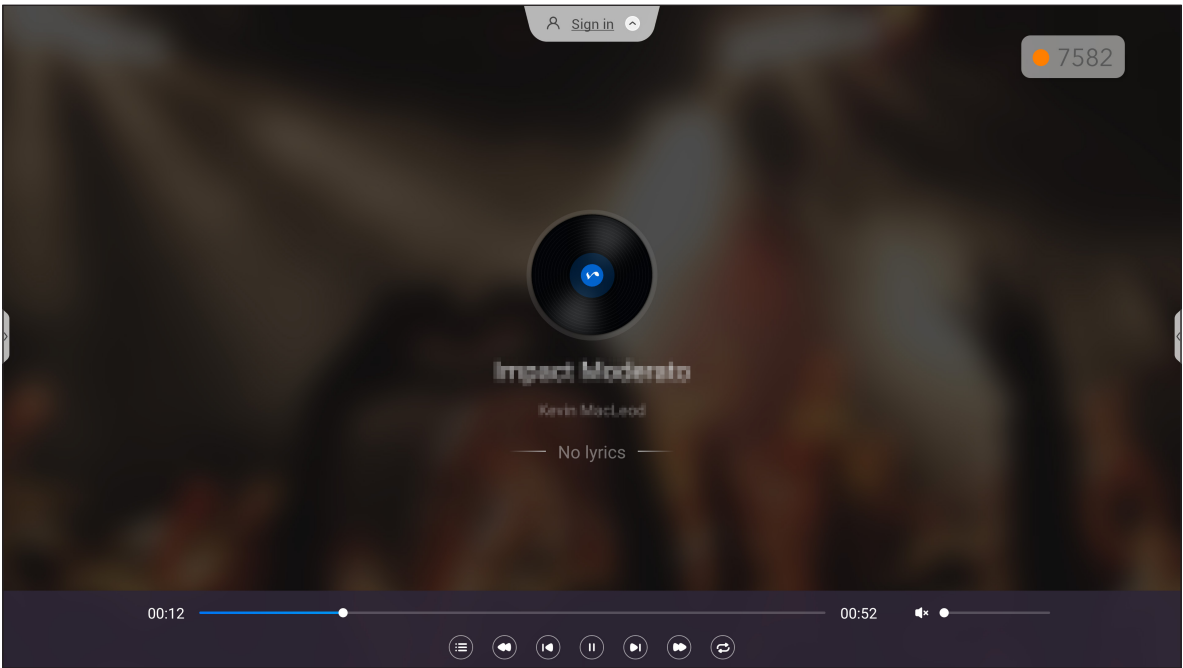 Sign in
7582
Impact Moderato
Kevin MacLeod
No lyrics
00:12
00:52